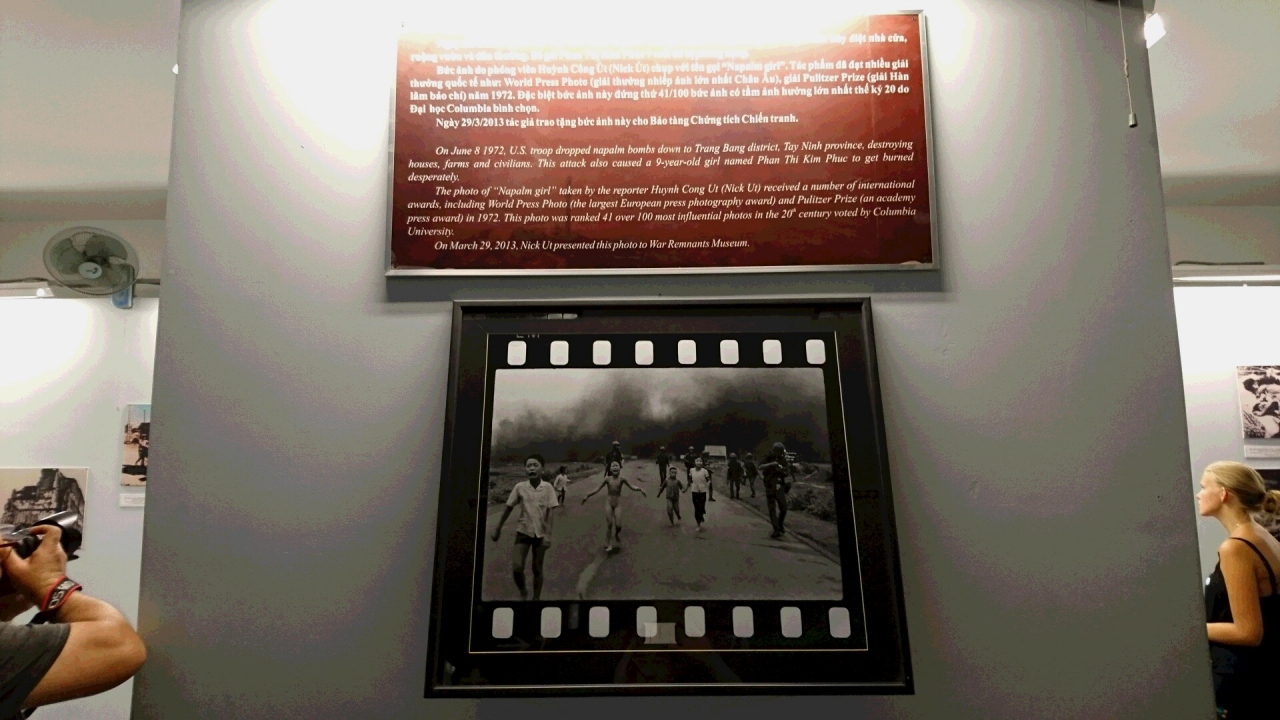 diệt nhà cửa,
Bức ảnh do phóng viên Huỳnh Công Út (Nick Út) chụp với tên gọi “Napalm girl”. Tác phẩm đã đạt nhiều giải
thưởng quốc tế như: World Press Photo (giải thưởng nhiếp ảnh lớn nhất Châu Âu), giải Pulitzer Prize (giải Hàn
lâm báo chí) năm 1972. Đặc biệt bức ảnh này đứng thứ 41/100 bức ảnh có tầm ảnh hưởng lớn nhất thế kỷ 20 do
Đại học Columbia bình chọn.
Ngày 29/3/2013 tác giả trao tặng bức ảnh này cho Bảo tàng Chứng tích Chiến tranh.
On June 8 1972, U.S. troop dropped napalm bombs down to Trang Bang district, Tay Ninh province, destroying
houses, farms and civilians. This attack also caused a 9-year-old girl named Phan Thi Kim Phuc to get burned
desperately.
The photo of “Napalm girl” taken by the reporter Huynh Cong Ut (Nick Ut) received a number of international
awards, including World Press Photo (the largest European press photography award) and Pulitzer Prize (an academy
press award) in 1972. This photo was ranked 41 over 100 most influential photos in the 20th century voted by Columbia
University.
On March 29, 2013, Nick Ut presented this photo to War Remnants Museum.